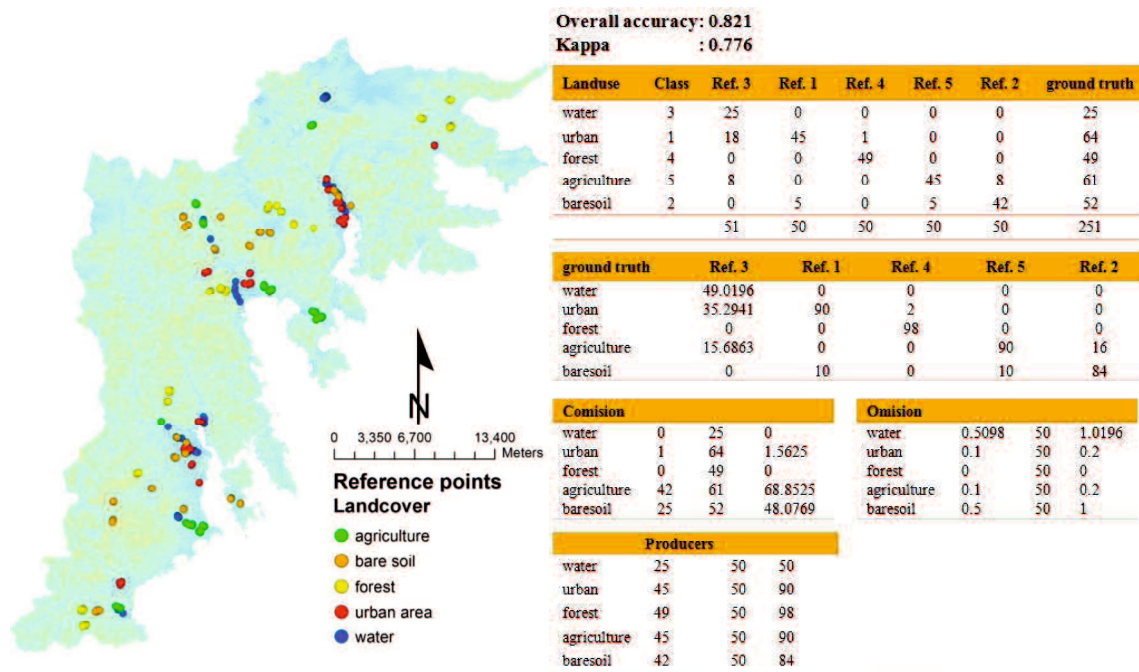 Overall accuracy: 0.821
Kappa : 0.776
Landuse Class Ref. 3 Ref. 1 Ref. 4 Ref. 5 Ref. 2 ground truth
water 3 25 0 0 0 0 25
urban 1 18 45 1 0 0 64
forest 4 0 0 49 0 0 49
agriculture 5 8 0 0 45 8 61
baresoil 2 0 5 0 5 42 52
51 50 50 50 50 251
ground truth Ref. 3 Ref. 1 Ref. 4 Ref. 5 Ref. 2
water 49.0196 0 0 0 0
urban 35.2941 90 2 0 0
forest 0 0 98 0 0
agriculture 15.6863 0 0 90 16
baresoil 0 10 0 10 84
Comision
water 0 25 0
urban 1 64 1.5625
forest 0 49 0
agriculture 42 61 68.8525
baresoil 25 52 48.0769
Omision
water 0.5098 50 1.0196
urban 0.1 50 0.2
forest 0 50 0
agriculture 0.1 50 0.2
baresoil 0.5 50 1
Producers
water 25 50 50
urban 45 50 90
forest 49 50 98
agriculture 45 50 90
baresoil 42 50 84
N
0 3,350 6,700 13,400
Meters
Reference points
Landcover
agriculture
bare soil
forest
urban area
water